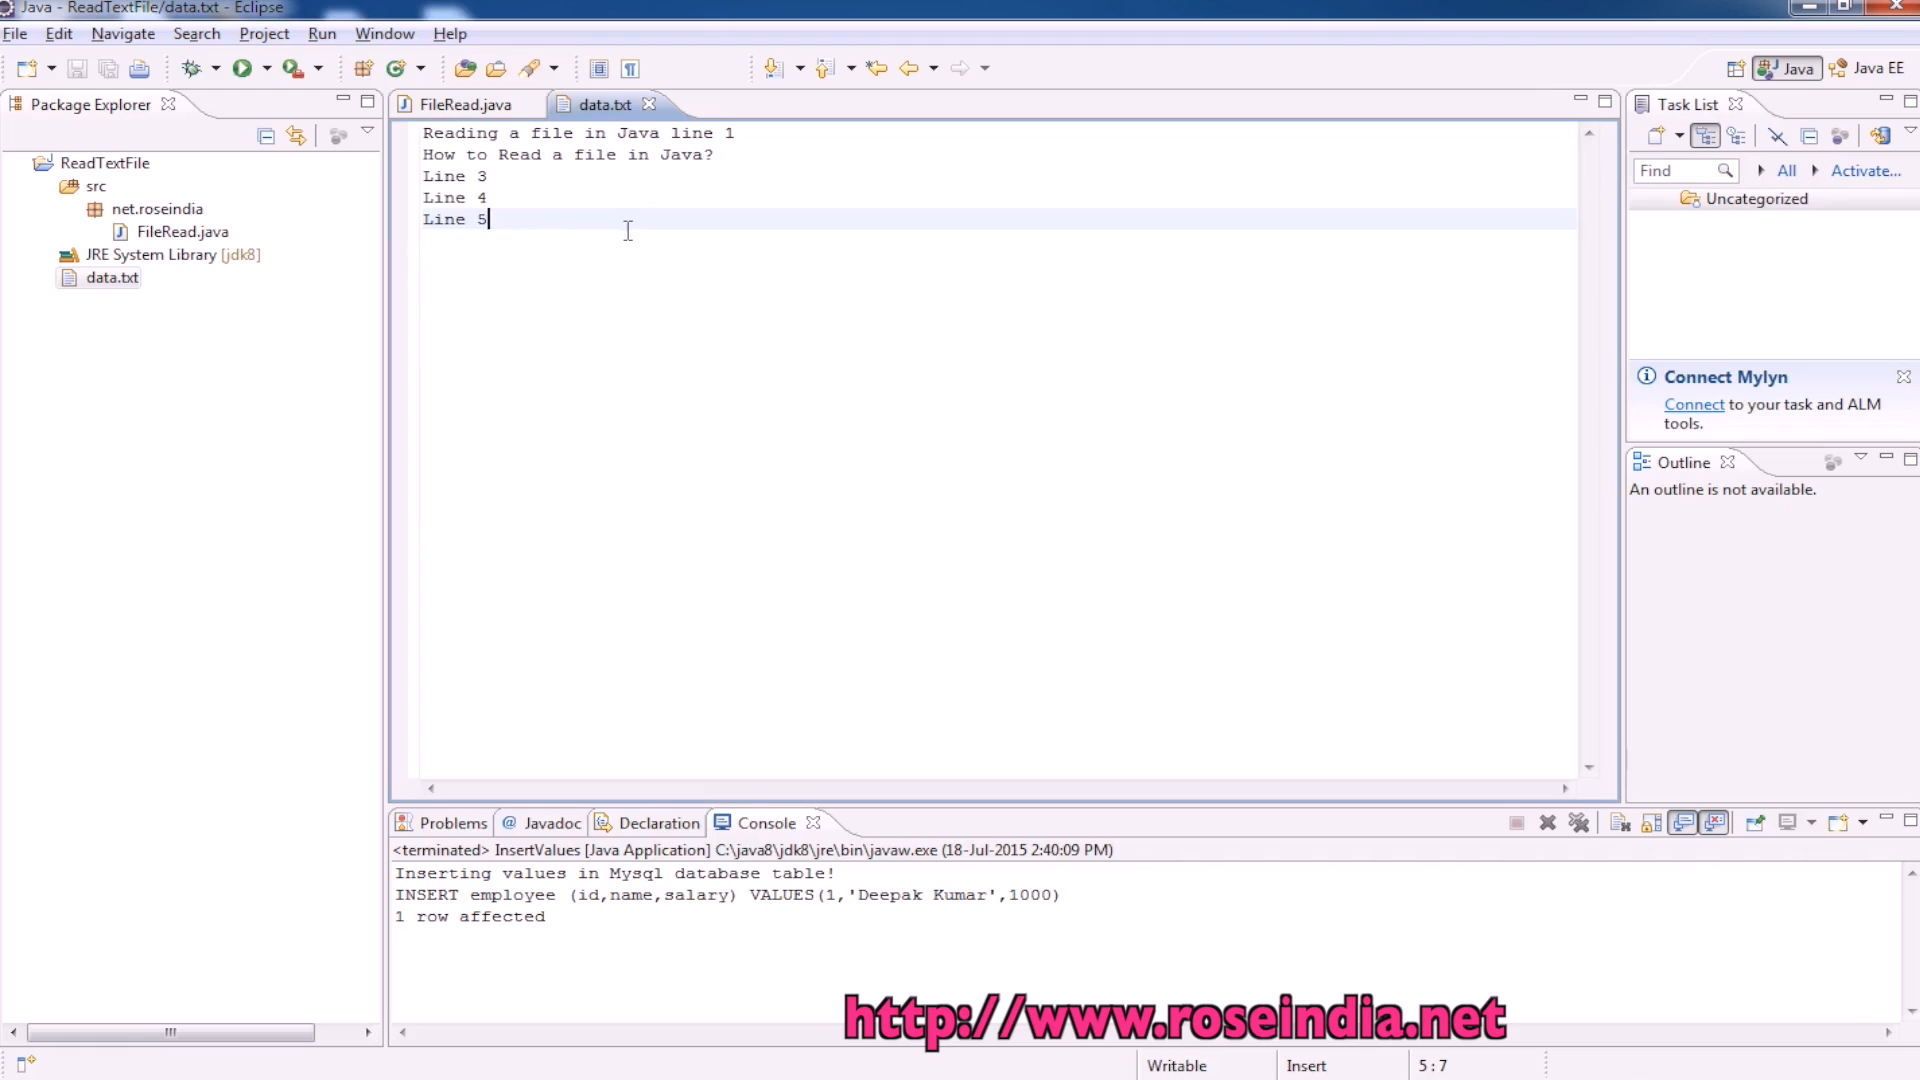 Java - ReadTextFile/data.txt - Eclipse
File Edit Navigate Search Project Run Window Help
Java Java EE
Package Explorer
ReadTextFile
src
net.roseindia
FileRead.java
JRE System Library [jdk8]
data.txt
FileRead.java data.txt
Reading a file in Java line 1
How to Read a file in Java?
Line 3
Line 4
Line 5
Task List
Find All Activate...
Uncategorized
Connect Mylyn
Connect to your task and ALM
tools.
Outline
An outline is not available.
Problems @ Javadoc Declaration Console
<terminated> InsertValues [Java Application] C:\java8\jdk8\jre\bin\javaw.exe (18-Jul-2015 2:40:09 PM)
Inserting values in Mysql database table!
INSERT employee (id,name,salary) VALUES(1,'Deepak Kumar',1000)
1 row affected
http://www.roseindia.net
Writable Insert 5 : 7